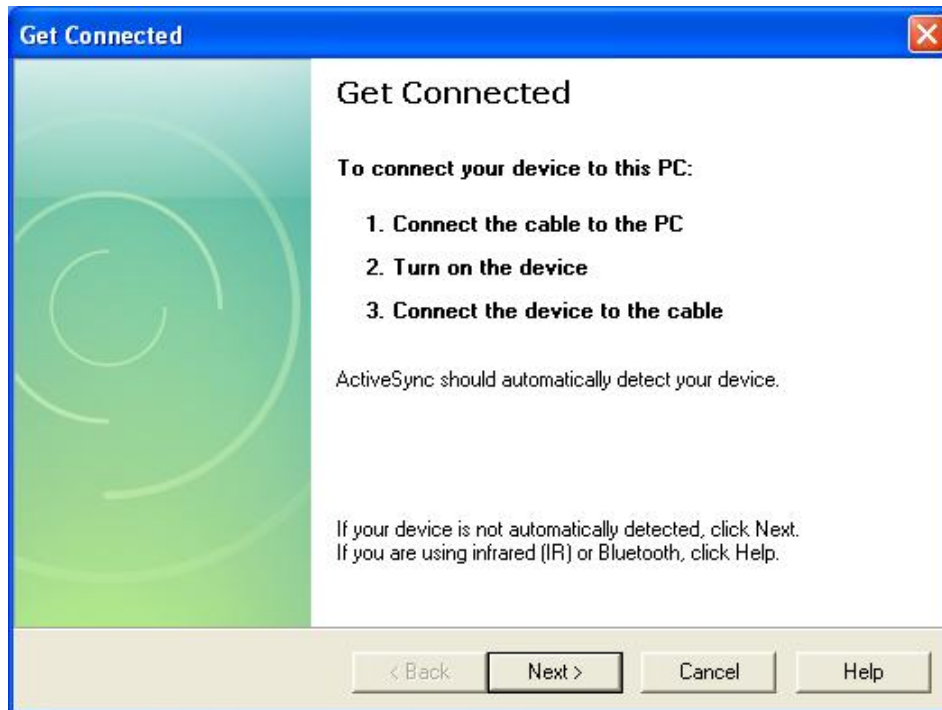 Get Connected
Get Connected
To connect your device to this PC:
1. Connect the cable to the PC
2. Turn on the device
3. Connect the device to the cable
ActiveSync should automatically detect your device.
If your device is not automatically detected, click Next.
If you are using infrared (IR) or Bluetooth, click Help.
< Back Next > Cancel Help